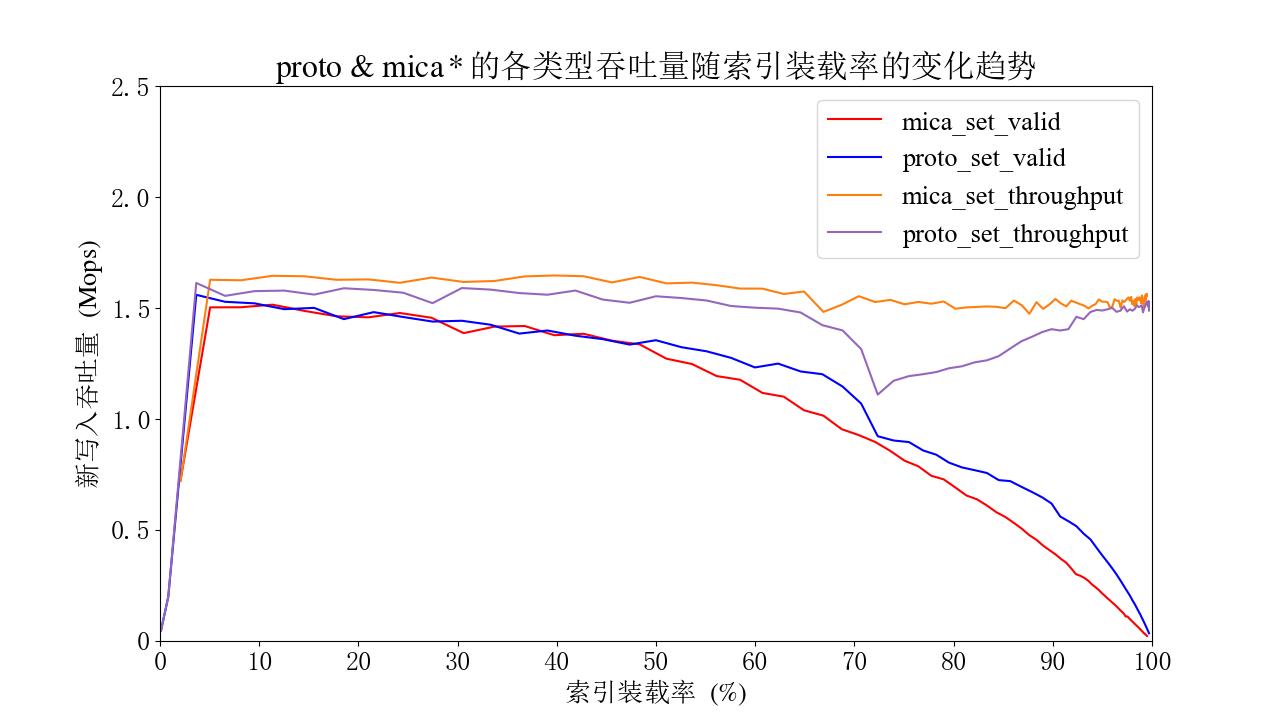 proto & mica* 的各类型吞吐量随索引装载率的变化趋势
mica_set_valid
proto_set_valid
mica_set_throughput
proto_set_throughput
新写入吞吐量 (Mops)
2.5
2.0
1.5
1.0
0.5
0
0 10 20 30 40 50 60 70 80 90 100
索引装载率 (%)